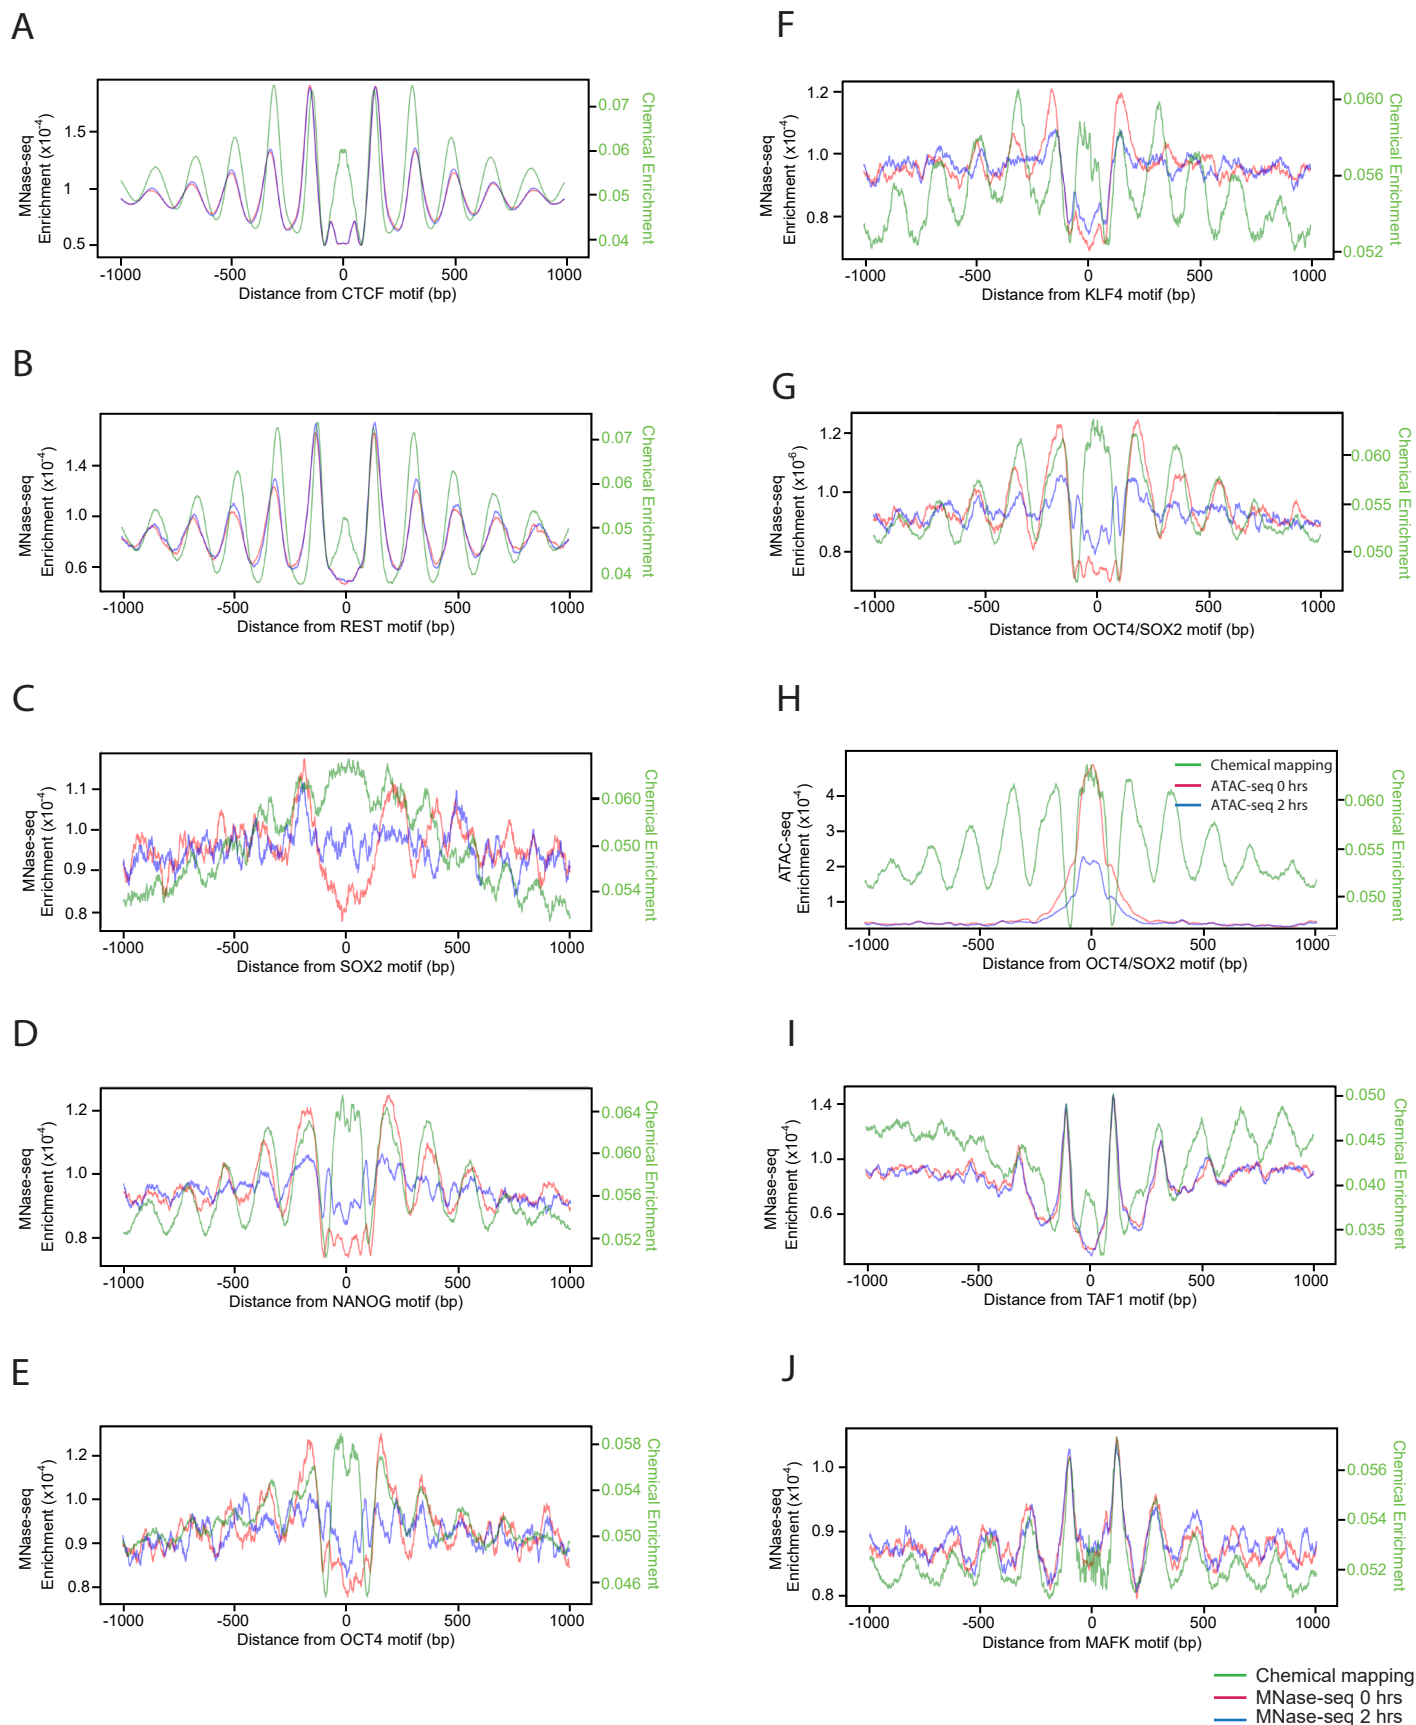 A
MNase-seq
Enrichment (x10-4)
1.5
1
0.5
0.07
0.06
0.05
0.04
Chemical Enrichment
-1000 -500 0 500 1000
Distance from CTCF motif (bp)
B
MNase-seq
Enrichment (x10-4)
1.4
1.0
0.6
0.07
0.06
0.05
0.04
Chemical Enrichment
-1000 -500 0 500 1000
Distance from REST motif (bp)
C
MNase-seq
Enrichment (x10-4)
1.1
1.0
0.9
0.8
0.060
0.050
0.054
Chemical Enrichment
-1000 -500 0 500 1000
Distance from SOX2 motif (bp)
D
MNase-seq
Enrichment (x10-4)
1.2
1.0
0.8
0.064
0.060
0.056
0.052
Chemical Enrichment
-1000 -500 0 500 1000
Distance from NANOG motif (bp)
E
MNase-seq
Enrichment (x10-4)
1.2
1.0
0.9
0.8
0.058
0.054
0.050
0.046
Chemical Enrichment
-1000 -500 0 500 1000
Distance from OCT4 motif (bp)
F
MNase-seq
Enrichment (x10-4)
1.2
1.0
0.8
0.060
0.056
0.052
Chemical Enrichment
-1000 -500 0 500 1000
Distance from KLF4 motif (bp)
G
MNase-seq
Enrichment (x10-6)
1.2
1.0
0.8
0.060
0.055
0.050
Chemical Enrichment
-1000 -500 0 500 1000
Distance from OCT4/SOX2 motif (bp)
H
ATAC-seq
Enrichment (x10-4)
4
3
2
1
Chemical mapping
ATAC-seq 0 hrs
ATAC-seq 2 hrs
0.060
0.055
0.050
Chemical Enrichment
-1000 -500 0 500 1000
Distance from OCT4/SOX2 motif (bp)
I
MNase-seq
Enrichment (x10-4)
1.4
1.0
0.6
0.050
0.045
0.040
0.035
Chemical Enrichment
-1000 -500 0 500 1000
Distance from TAF1 motif (bp)
J
MNase-seq
Enrichment (x10-4)
1.0
0.9
0.8
0.056
0.054
0.052
Chemical Enrichment
-1000 -500 0 500 1000
Distance from MAFK motif (bp)
Chemical mapping
MNase-seq 0 hrs
MNase-seq 2 hrs